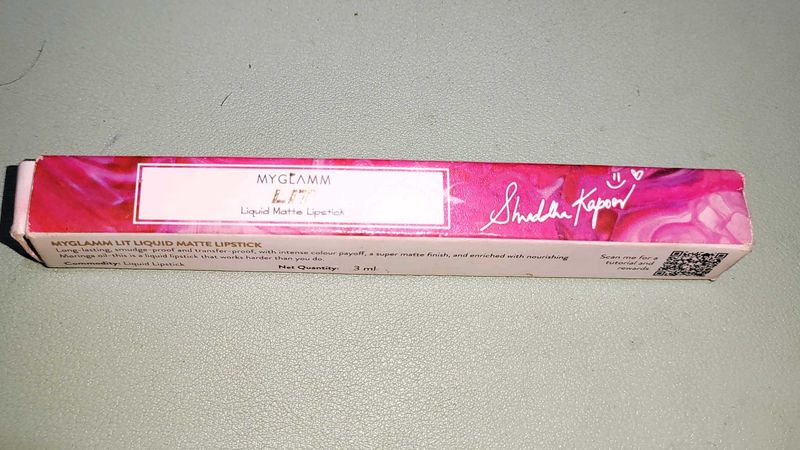 MYGLAMM
LIT
Liquid Matte Lipstick
Shraddha Kapoor
MYGLAMM LIT LIQUID MATTE LIPSTICK
Long-lasting, smudge-proof and transfer-proof, with intense colour payoff, a super matte finish, and enriched with nourishing
Moringa oil-this is a liquid lipstick that works harder than you do.
Commodity: Liquid Lipstick
Net Quantity: 3 ml
Scan me for a
tutorial and
rewards